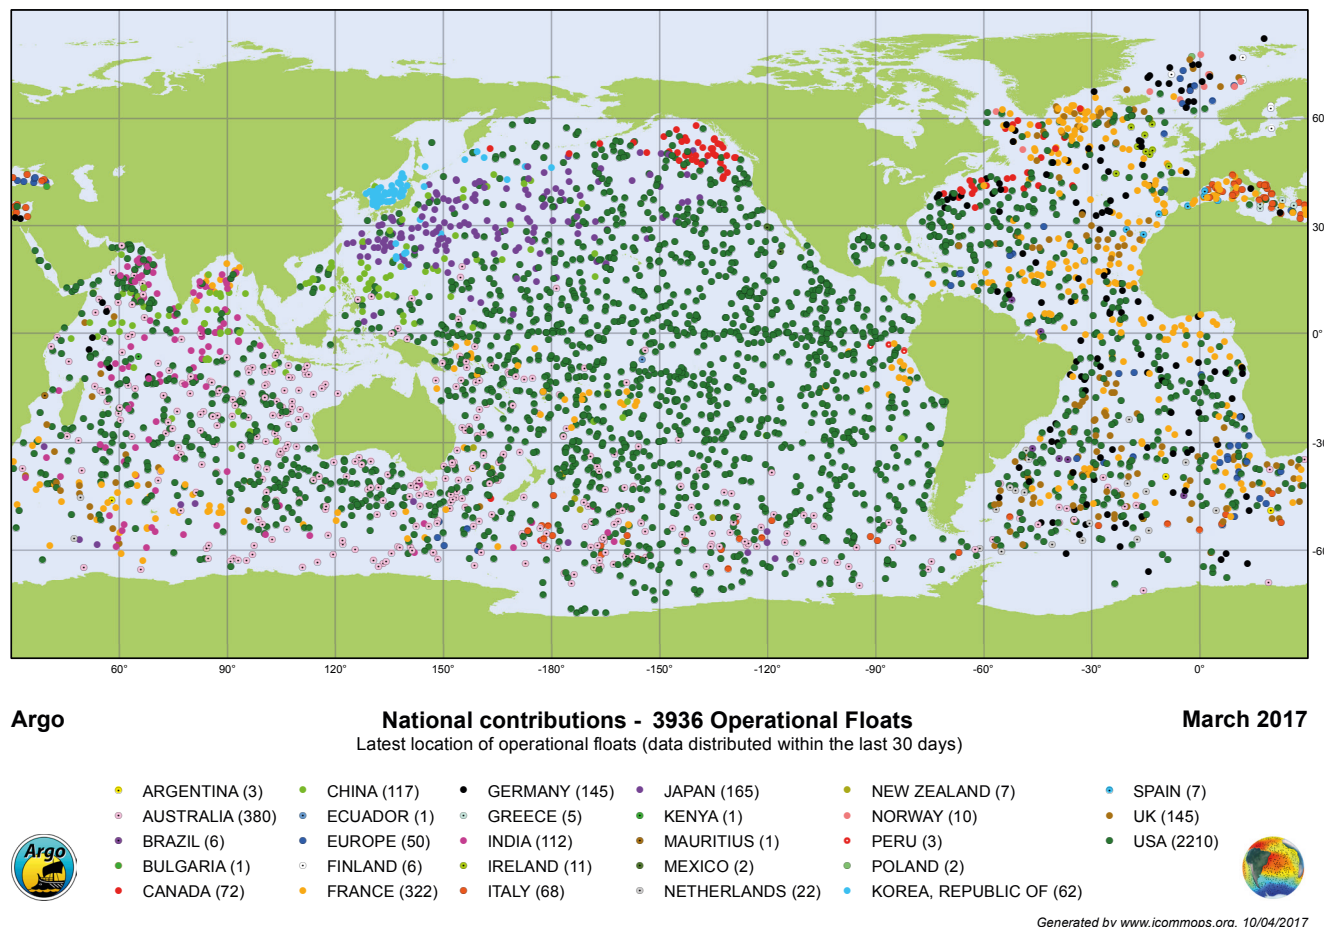 60
30
0°
-30
-60
60°
90°
120°
150°
-180°
-150°
-120°
-90°
-60°
-30°
0°
Argo
National contributions - 3936 Operational Floats
March 2017
Latest location of operational floats (data distributed within the last 30 days)
ARGENTINA (3)
AUSTRALIA (380)
BRAZIL (6)
BULGARIA (1)
CANADA (72)
CHINA (117)
ECUADOR (1)
EUROPE (50)
FINLAND (6)
FRANCE (322)
GERMANY (145)
GREECE (5)
INDIA (112)
IRELAND (11)
ITALY (68)
JAPAN (165)
KENYA (1)
MAURITIUS (1)
MEXICO (2)
NETHERLANDS (22)
NEW ZEALAND (7)
NORWAY (10)
PERU (3)
POLAND (2)
KOREA, REPUBLIC OF (62)
SPAIN (7)
UK (145)
USA (2210)
Argo
Generated by www.jcommops.org, 10/04/2017